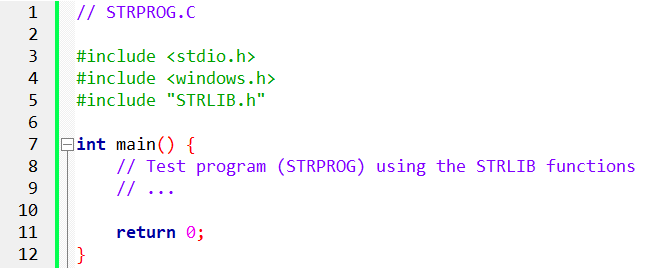 1 // STRPROG.C
2
3 #include <stdio.h>
4 #include <windows.h>
5 #include "STRLIB.h"
6
7 int main() {
8     // Test program (STRPROG) using the STRLIB functions
9     // ...
10
11     return 0;
12 }